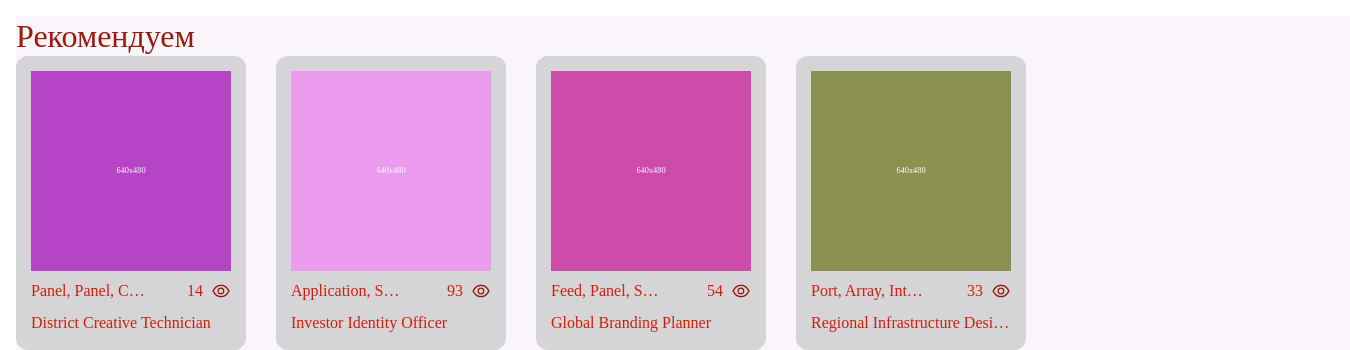 Рекомендуем
640x480
640x480
640x480
640x480
Panel, Panel, C… 14
Application, S… 93
Feed, Panel, S… 54
Port, Array, Int… 33
District Creative Technician
Investor Identity Officer
Global Branding Planner
Regional Infrastructure Desi…